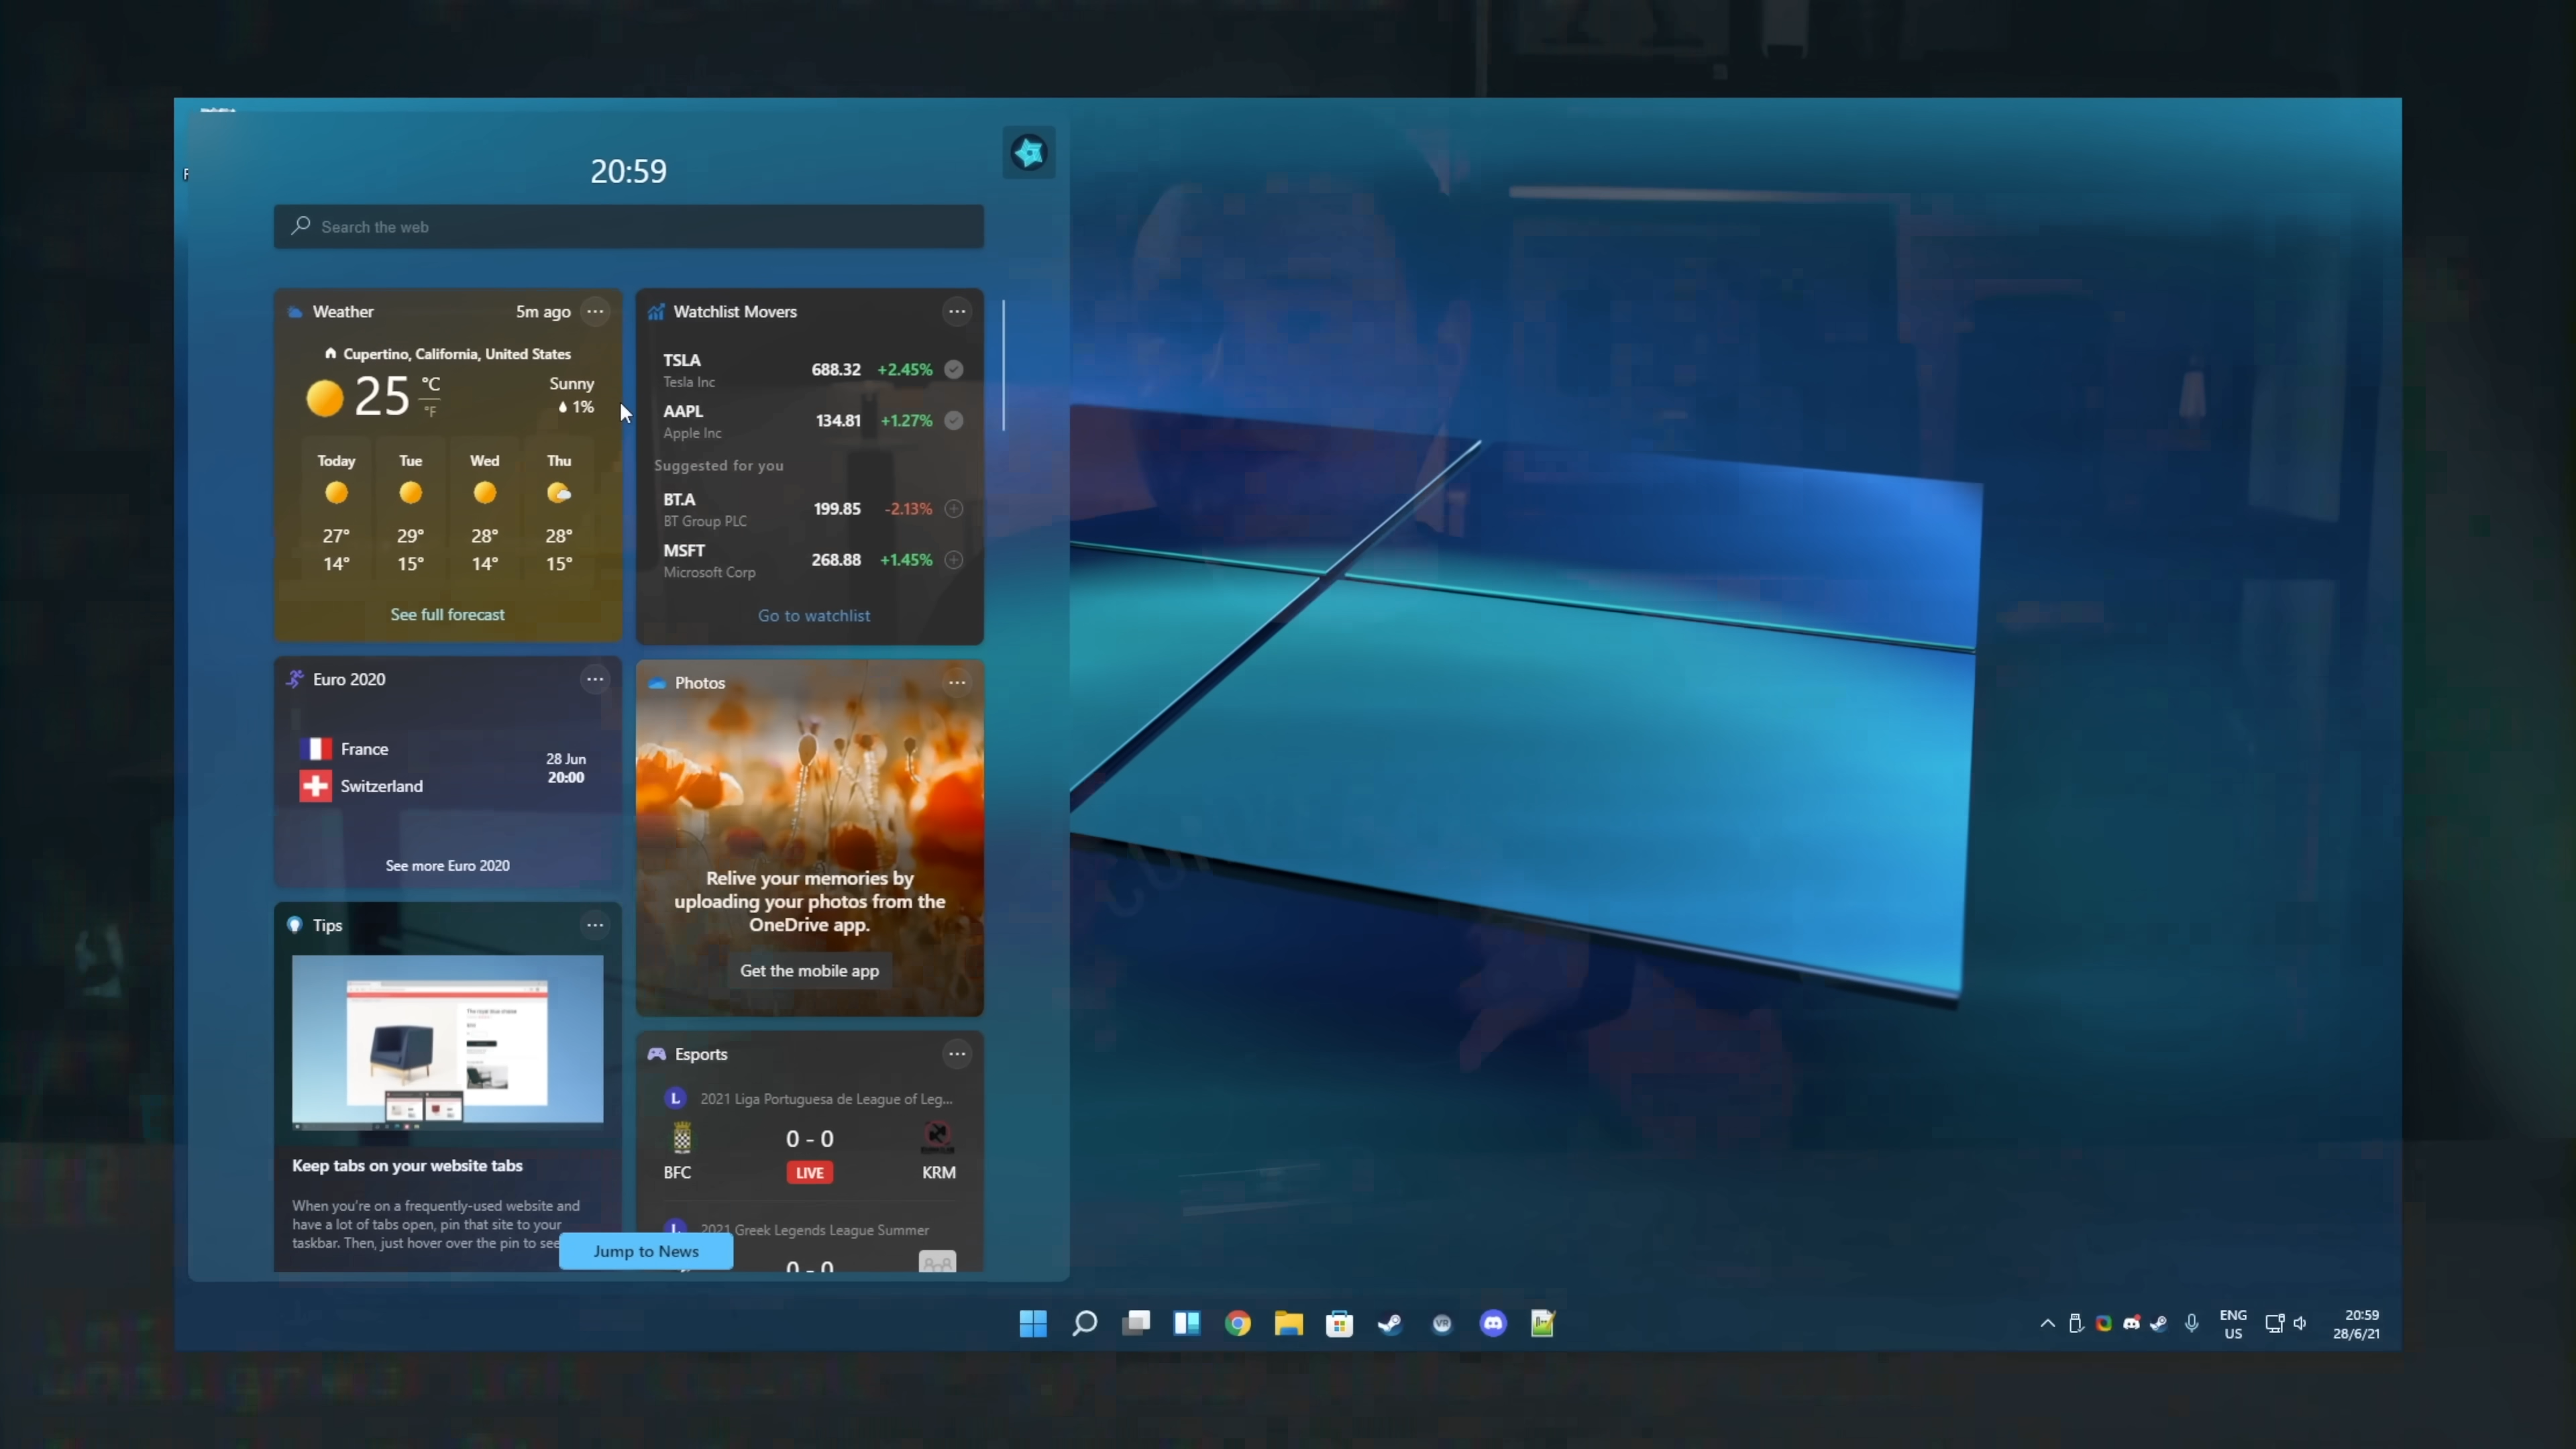 20:59
Search the web
Weather
5m ago
Cupertino, California, United States
25 °C
°F
Sunny
1%
Today Tue Wed Thu
27° 29° 28° 28°
14° 15° 14° 15°
See full forecast
Watchlist Movers
TSLA
Tesla Inc
688.32 +2.45%
AAPL
Apple Inc
134.81 +1.27%
Suggested for you
BT.A
BT Group PLC
199.85 -2.13%
MSFT
Microsoft Corp
268.88 +1.45%
Go to watchlist
Euro 2020
France
Switzerland
28 Jun
20:00
See more Euro 2020
Photos
Relive your memories by
uploading your photos from the
OneDrive app.
Get the mobile app
Tips
Keep tabs on your website tabs
When you're on a frequently-used website and
have a lot of tabs open, pin that site to your
taskbar. Then, just hover over the pin to see
Esports
L 2021 Liga Portuguesa de League of Leg...
0 - 0
BFC LIVE KRM
2021 Greek Legends League Summer
0 - 0
Jump to News
VR
ENG
US
20:59
28/6/21